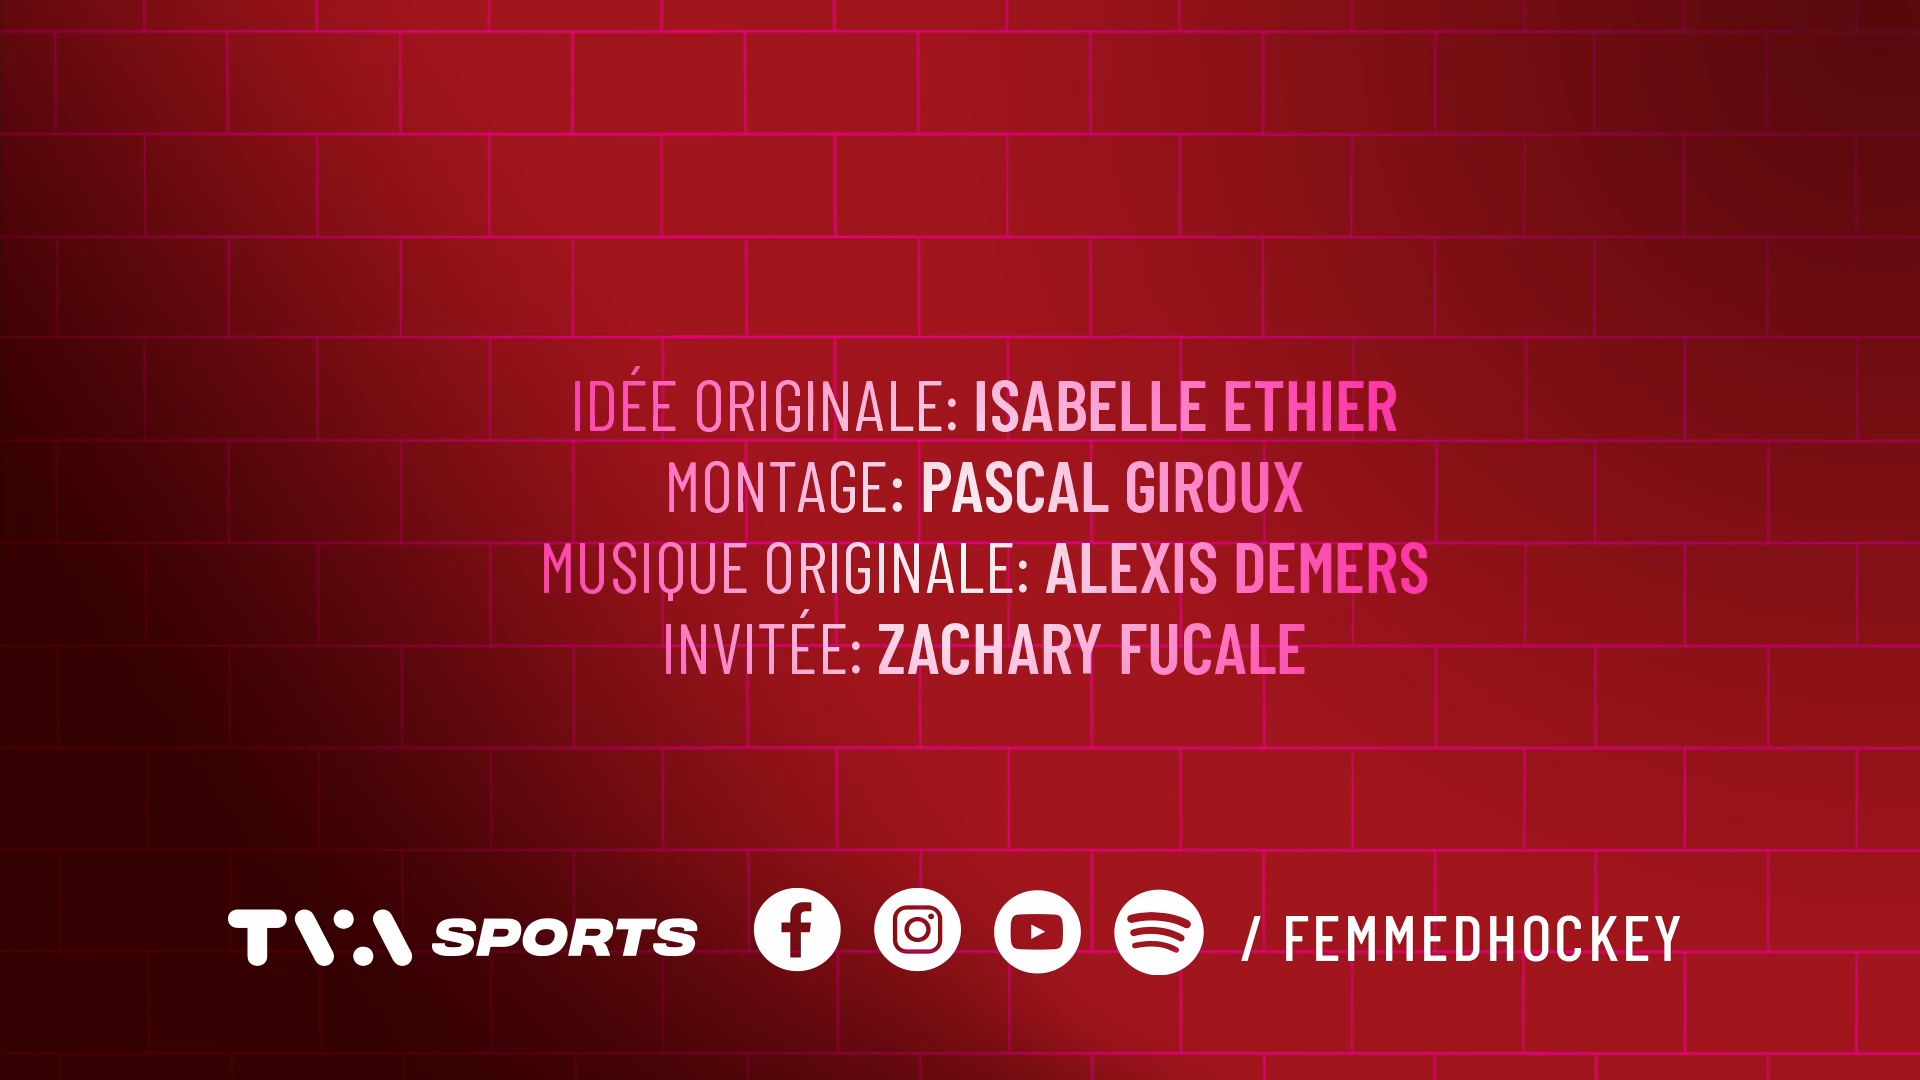 IDÉE ORIGINALE: ISABELLE ETHIER
MONTAGE: PASCAL GIROUX
MUSIQUE ORIGINALE: ALEXIS DEMERS
INVITÉE: ZACHARY FUCALE
TVA SPORTS / FEMMEDHOCKEY